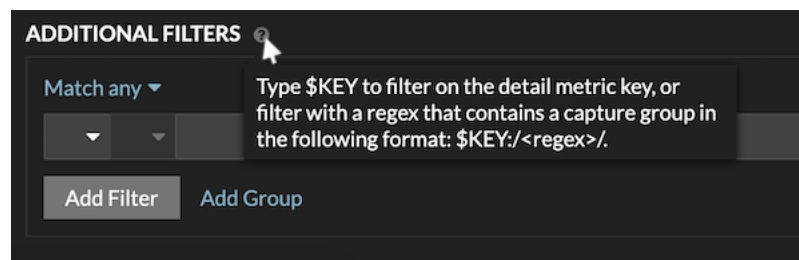 ADDITIONAL FILTERS ?
Match any
Type $KEY to filter on the detail metric key, or
filter with a regex that contains a capture group in
the following format: $KEY:/<regex>/.
Add Filter Add Group